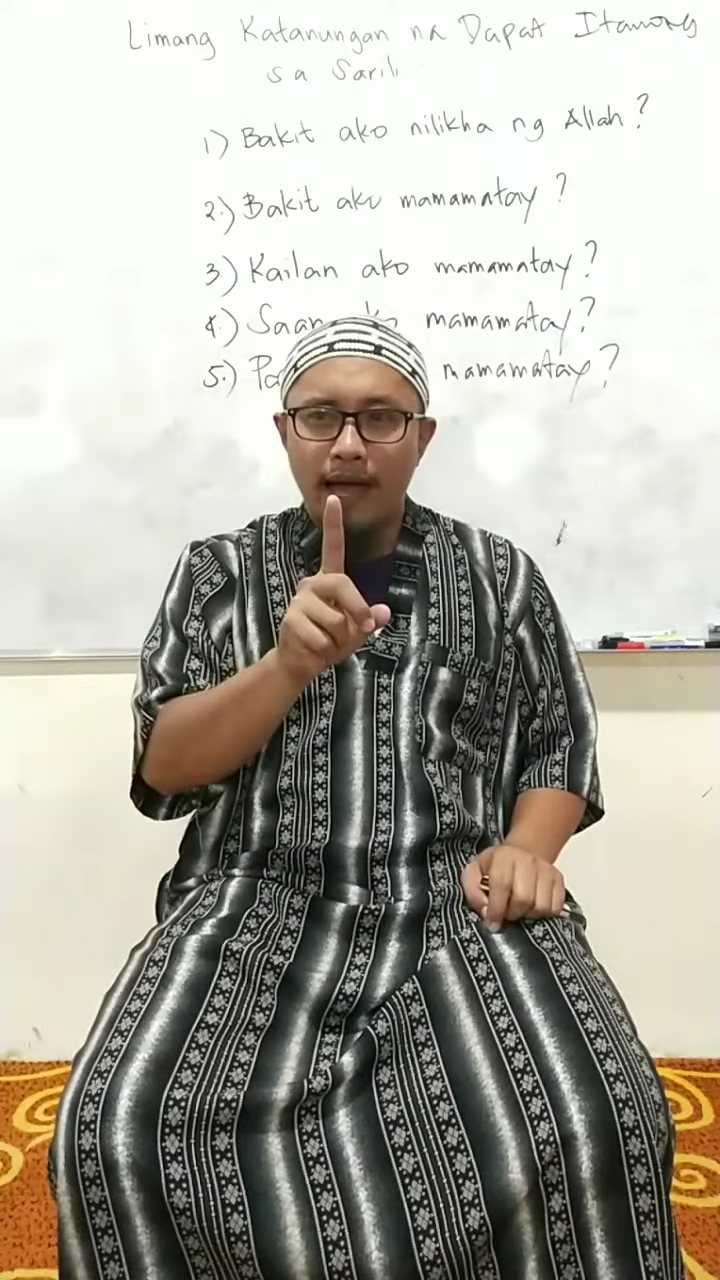 Limang Katanungan na Dapat Itanong
sa Sarili
1) Bakit ako nilikha ng Allah?
2.) Bakit ako mamamatay?
3) Kailan ako mamamatay?
4.) Saan mamamatay?
5.) mamamatay?